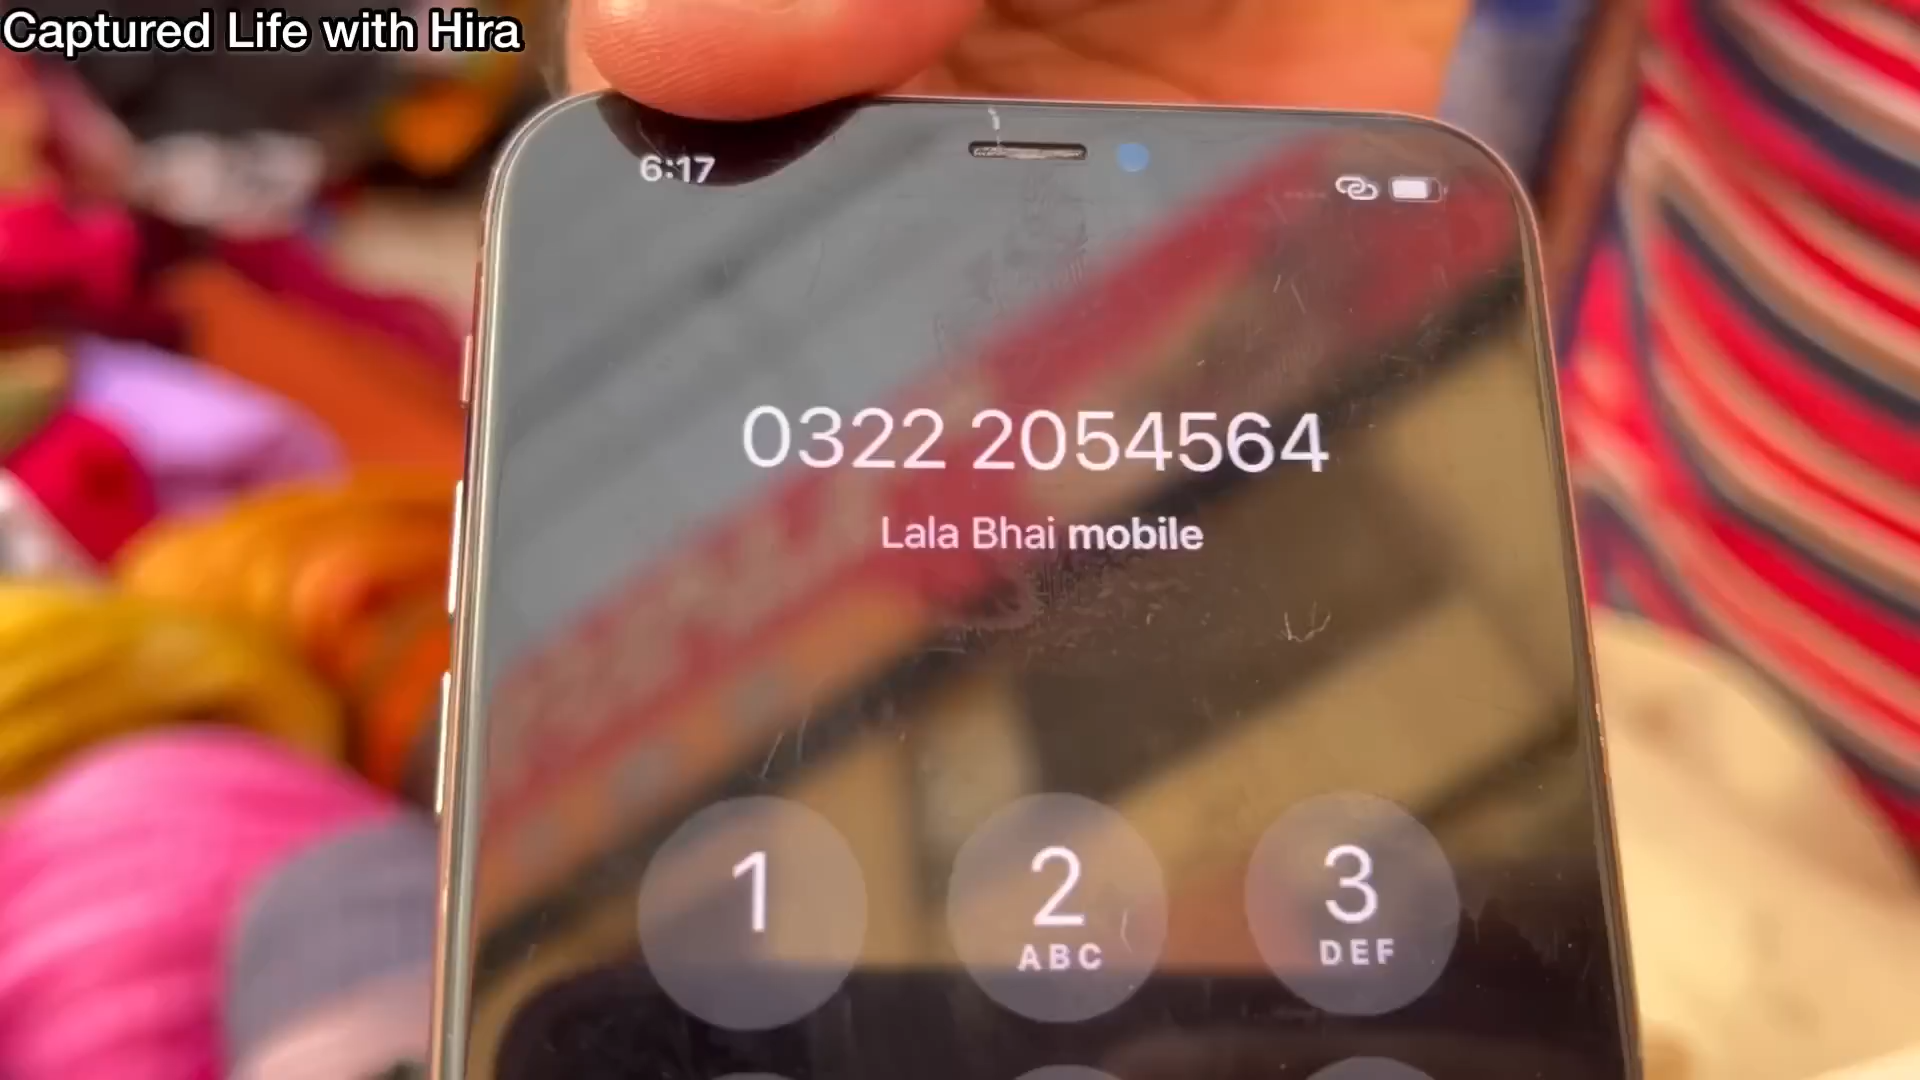 Captured Life with Hira
6:17
0322 2054564
Lala Bhai mobile
1
2
3
ABC
DEF